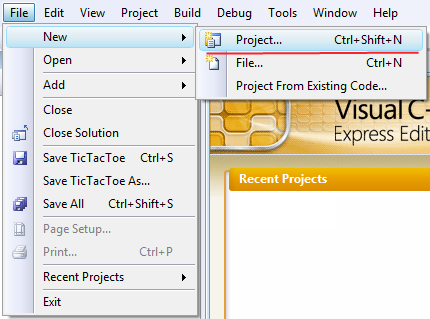 File Edit View Project Build Debug Tools Window Help
New
Open
Add
Close
Close Solution
Save TicTacToe Ctrl+S
Save TicTacToe As...
Save All Ctrl+Shift+S
Page Setup...
Print... Ctrl+P
Recent Projects
Exit
Project... Ctrl+Shift+N
File... Ctrl+N
Project From Existing Code...
Visual C
Express Edi
Recent Projects